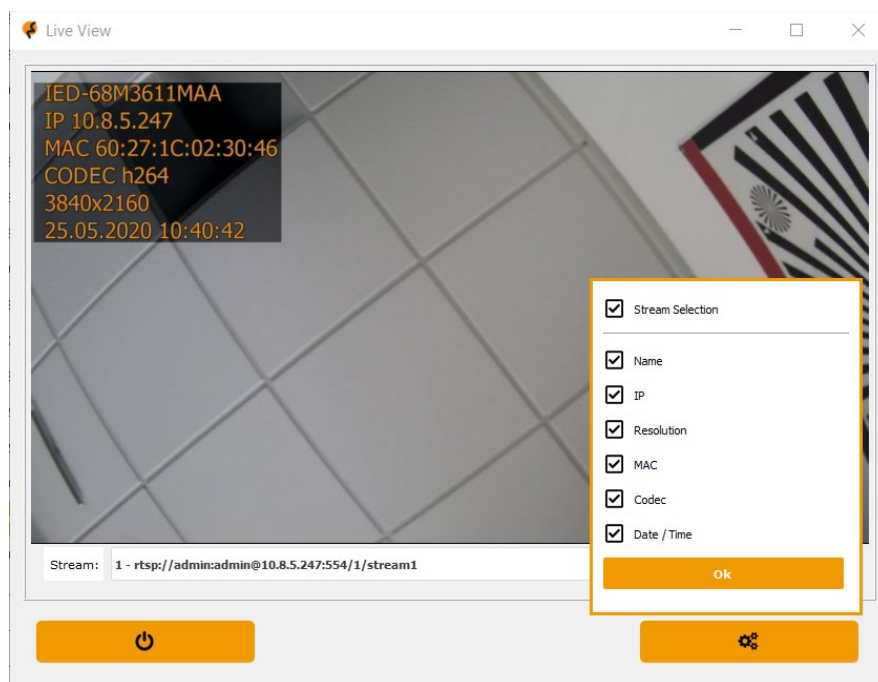 Live View
IED-68M3611MAA
IP 10.8.5.247
MAC 60:27:1C:02:30:46
CODEC h264
3840x2160
25.05.2020 10:40:42
Stream Selection
Name
IP
Resolution
MAC
Codec
Date / Time
Ok
Stream: 1 - rtsp://admin:admin@10.8.5.247:554/1/stream1